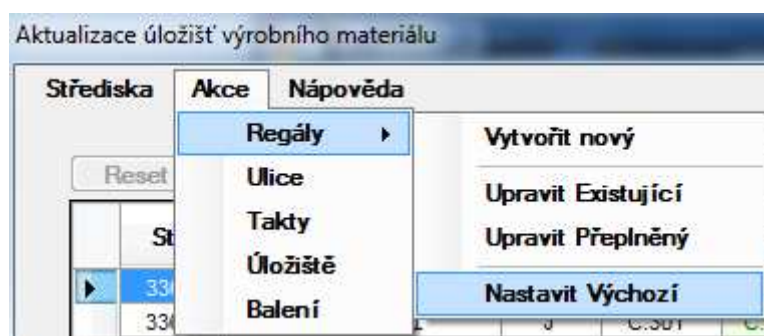 Aktualizace úložišť výrobního materiálu
Střediska Akce Nápověda
Regály Vytvořit nový
Reset Ulice Upravit Existující
Takty Upravit Přeplněný
Úložiště
Nastavit Výchozí
Balení